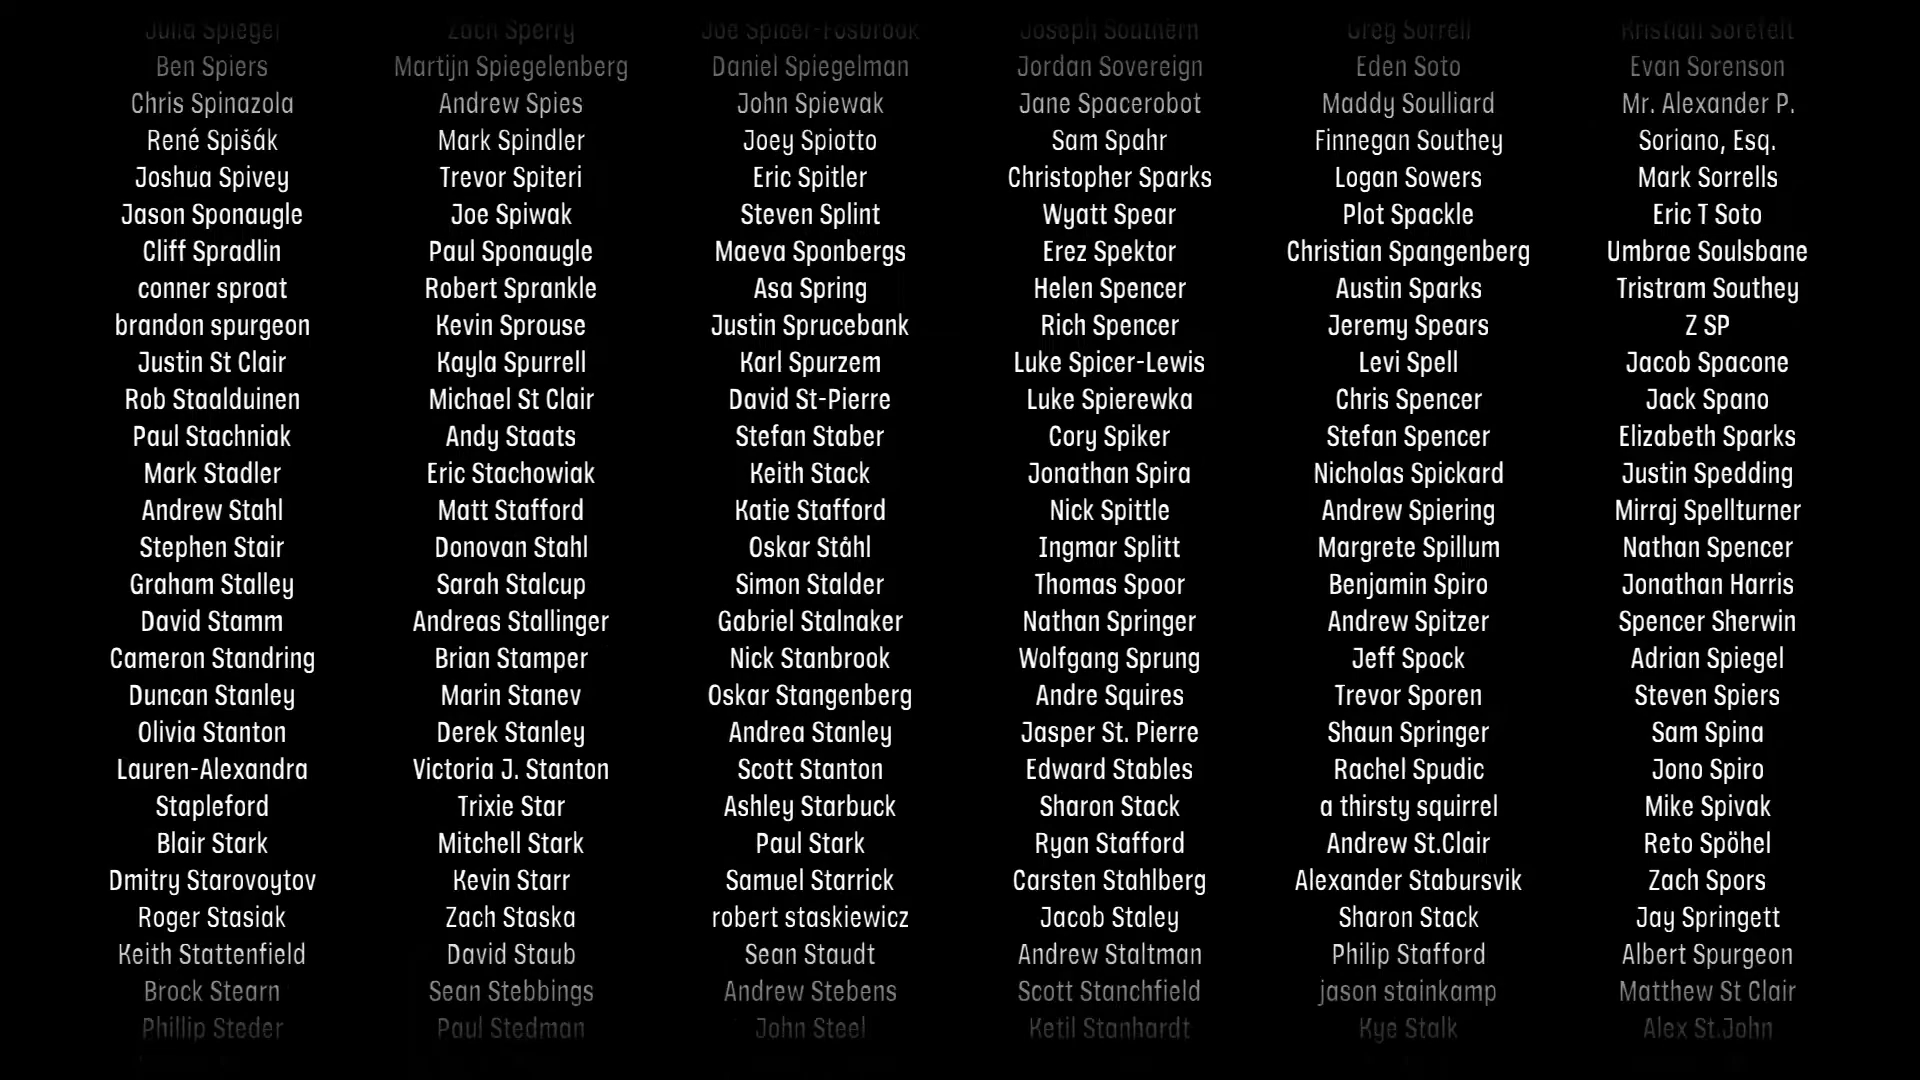 Julia Spiegel Zach Sperry Joe Spicer-Fosbrook Joseph Southern Greg Sorrell Kristian Sorefelt
Ben Spiers Martijn Spiegelenberg Daniel Spiegelman Jordan Sovereign Eden Soto Evan Sorenson
Chris Spinazola Andrew Spies John Spiewak Jane Spacerobot Maddy Soulliard Mr. Alexander P.
René Spišák Mark Spindler Joey Spiotto Sam Spahr Finnegan Southey Soriano, Esq.
Joshua Spivey Trevor Spiteri Eric Spitler Christopher Sparks Logan Sowers Mark Sorrells
Jason Sponaugle Joe Spiwak Steven Splint Wyatt Spear Plot Spackle Eric T Soto
Cliff Spradlin Paul Sponaugle Maeva Sponbergs Erez Spektor Christian Spangenberg Umbrae Soulsbane
conner sproat Robert Sprankle Asa Spring Helen Spencer Austin Sparks Tristram Southey
brandon spurgeon Kevin Sprouse Justin Sprucebank Rich Spencer Jeremy Spears Z SP
Justin St Clair Kayla Spurrell Karl Spurzem Luke Spicer-Lewis Levi Spell Jacob Spacone
Rob Staalduinen Michael St Clair David St-Pierre Luke Spierewka Chris Spencer Jack Spano
Paul Stachniak Andy Staats Stefan Staber Cory Spiker Stefan Spencer Elizabeth Sparks
Mark Stadler Eric Stachowiak Keith Stack Jonathan Spira Nicholas Spickard Justin Spedding
Andrew Stahl Matt Stafford Katie Stafford Nick Spittle Andrew Spiering Mirraj Spellturner
Stephen Stair Donovan Stahl Oskar Ståhl Ingmar Splitt Margrete Spillum Nathan Spencer
Graham Stalley Sarah Stalcup Simon Stalder Thomas Spoor Benjamin Spiro Jonathan Harris
David Stamm Andreas Stallinger Gabriel Stalnaker Nathan Springer Andrew Spitzer Spencer Sherwin
Cameron Standring Brian Stamper Nick Stanbrook Wolfgang Sprung Jeff Spock Adrian Spiegel
Duncan Stanley Marin Stanev Oskar Stangenberg Andre Squires Trevor Sporen Steven Spiers
Olivia Stanton Derek Stanley Andrea Stanley Jasper St. Pierre Shaun Springer Sam Spina
Lauren-Alexandra Victoria J. Stanton Scott Stanton Edward Stables Rachel Spudic Jono Spiro
Stapleford Trixie Star Ashley Starbuck Sharon Stack a thirsty squirrel Mike Spivak
Blair Stark Mitchell Stark Paul Stark Ryan Stafford Andrew St.Clair Reto Spöhel
Dmitry Starovoytov Kevin Starr Samuel Starrick Carsten Stahlberg Alexander Stabursvik Zach Spors
Roger Stasiak Zach Staska robert staskiewicz Jacob Staley Sharon Stack Jay Springett
Keith Stattenfield David Staub Sean Staudt Andrew Staltman Philip Stafford Albert Spurgeon
Brock Stearn Sean Stebbings Andrew Stebens Scott Stanchfield jason stainkamp Matthew St Clair
Phillip Steder Paul Stedman John Steel Ketil Stanhardt Kye Stalk Alex St.John